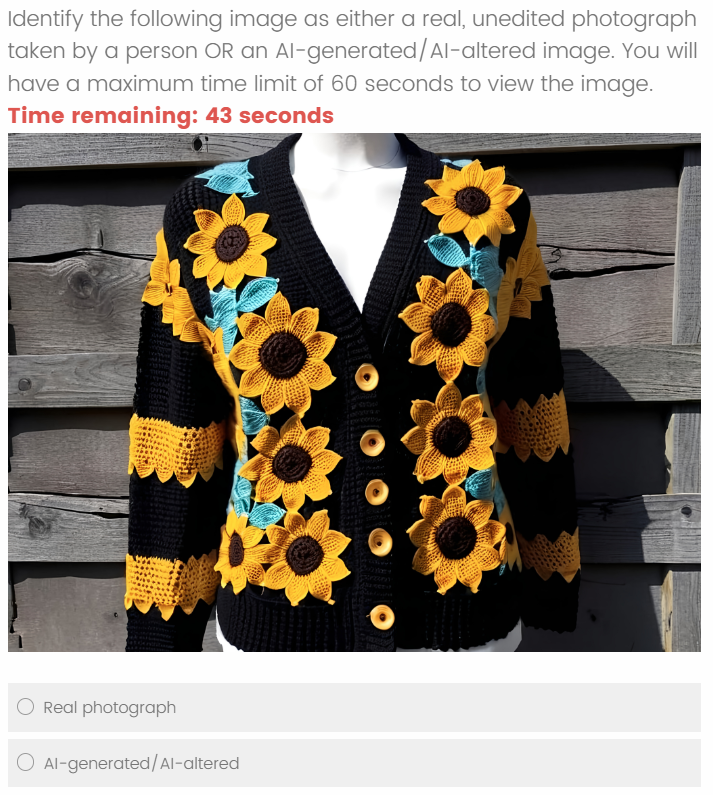 Identify the following image as either a real, unedited photograph
taken by a person OR an AI-generated/AI-altered image. You will
have a maximum time limit of 60 seconds to view the image.
Time remaining: 43 seconds
Real photograph
AI-generated/AI-altered